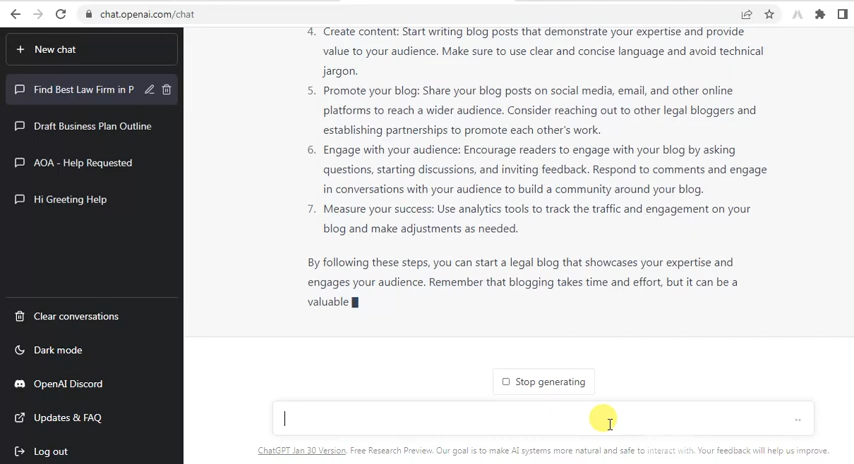 chat.openai.com/chat
New chat
Find Best Law Firm in P
Draft Business Plan Outline
AOA - Help Requested
Hi Greeting Help
Clear conversations
Dark mode
OpenAI Discord
Updates & FAQ
Log out
4. Create content: Start writing blog posts that demonstrate your expertise and provide
value to your audience. Make sure to use clear and concise language and avoid technical
jargon.
5. Promote your blog: Share your blog posts on social media, email, and other online
platforms to reach a wider audience. Consider reaching out to other legal bloggers and
establishing partnerships to promote each other's work.
6. Engage with your audience: Encourage readers to engage with your blog by asking
questions, starting discussions, and inviting feedback. Respond to comments and engage
in conversations with your audience to build a community around your blog.
7. Measure your success: Use analytics tools to track the traffic and engagement on your
blog and make adjustments as needed.
By following these steps, you can start a legal blog that showcases your expertise and
engages your audience. Remember that blogging takes time and effort, but it can be a
valuable
Stop generating
ChatGPT Jan 30 Version. Free Research Preview. Our goal is to make AI systems more natural and safe to interact with. Your feedback will help us improve.